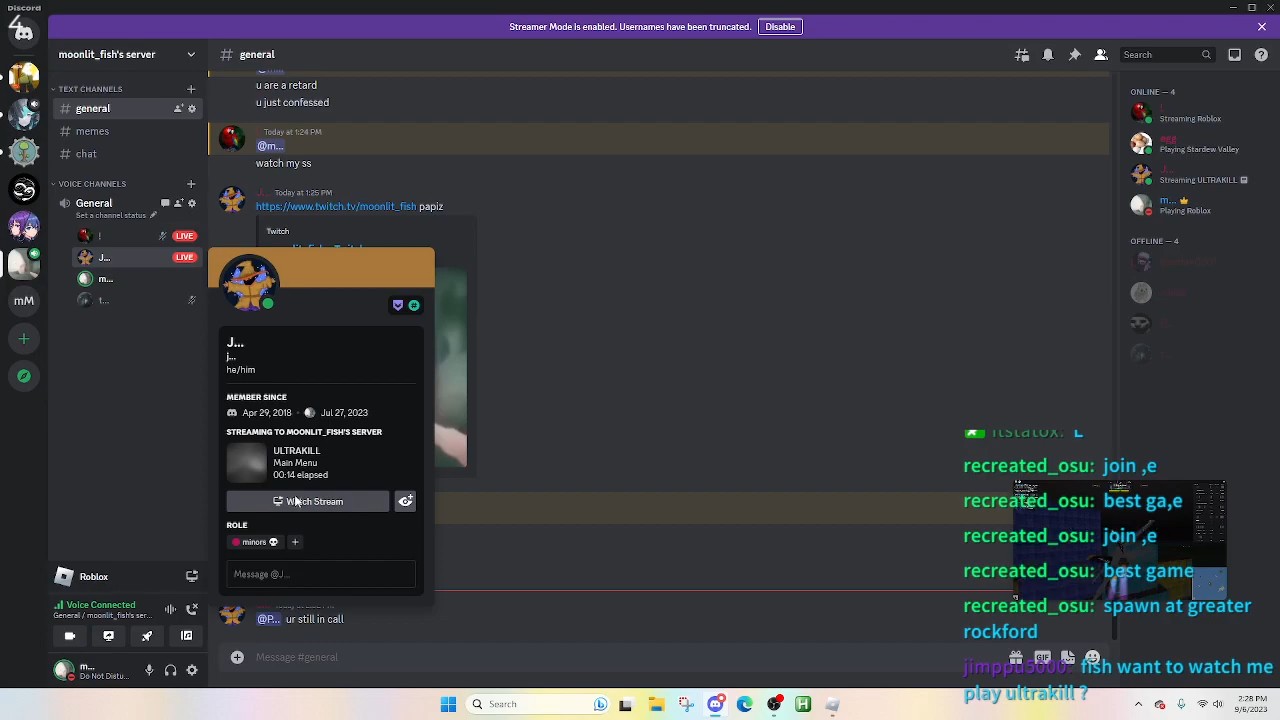 Discord
Streamer Mode is enabled. Usernames have been truncated.
Disable
moonlit_fish's server
general
Search
TEXT CHANNELS
general
memes
chat
VOICE CHANNELS
General
Set a channel status
!
LIVE
J...
LIVE
m...
t...
u are a retard
u just confessed
Today at 1:24 PM
@m...
watch my ss
J... Today at 1:25 PM
https://www.twitch.tv/moonlit_fish papiz
Twitch
J...
j...
he/him
MEMBER SINCE
Apr 29, 2018 • Jul 27, 2023
STREAMING TO MOONLIT_FISH'S SERVER
ULTRAKILL
Main Menu
00:14 elapsed
Watch Stream
ROLE
minors
Message @J...
@P... ur still in call
Message #general
GIF
ONLINE — 4
Streaming Roblox
egg
Playing Stardew Valley
J...
Streaming ULTRAKILL
m...
Playing Roblox
OFFLINE — 4
itstatox: L
recreated_osu: join ,e
recreated_osu: best ga,e
recreated_osu: join ,e
recreated_osu: best game
recreated_osu: spawn at greater
rockford
jimppu5000: fish want to watch me
play ultrakill ?
mM
Roblox
Voice Connected
General / moonlit_fish's ser...
m...
Do Not Distu...
Search
1:28 PM
9/6/2023